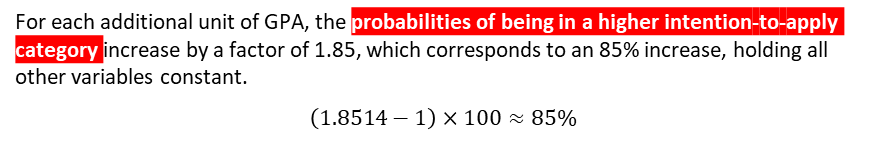 For each additional unit of GPA, the probabilities of being in a higher intention-to-apply
category increase by a factor of 1.85, which corresponds to an 85% increase, holding all
other variables constant.
(1.8514 − 1) × 100 ≈ 85%